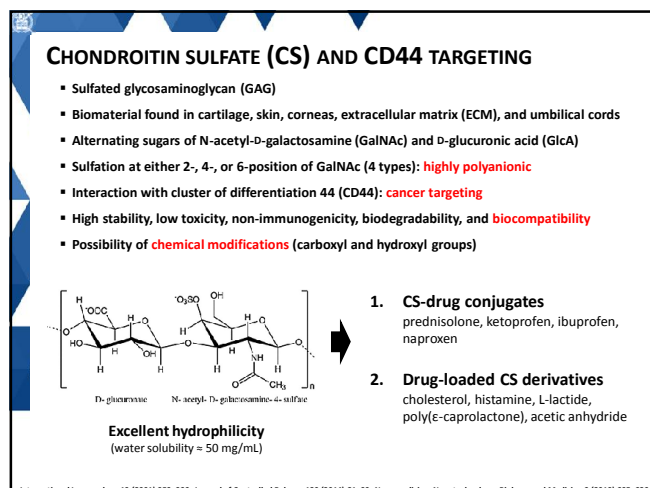 CHONDROITIN SULFATE (CS) AND CD44 TARGETING
▪ Sulfated glycosaminoglycan (GAG)
▪ Biomaterial found in cartilage, skin, corneas, extracellular matrix (ECM), and umbilical cords
▪ Alternating sugars of N-acetyl-D-galactosamine (GalNAc) and D-glucuronic acid (GlcA)
▪ Sulfation at either 2-, 4-, or 6-position of GalNAc (4 types): highly polyanionic
▪ Interaction with cluster of differentiation 44 (CD44): cancer targeting
▪ High stability, low toxicity, non-immunogenicity, biodegradability, and biocompatibility
▪ Possibility of chemical modifications (carboxyl and hydroxyl groups)
D- glucuronate
N- acetyl- D- galactosamine- 4- sulfate
Excellent hydrophilicity
(water solubility ≈ 50 mg/mL)
1. CS-drug conjugates
prednisolone, ketoprofen, ibuprofen,
naproxen
2. Drug-loaded CS derivatives
cholesterol, histamine, L-lactide,
poly(ε-caprolactone), acetic anhydride